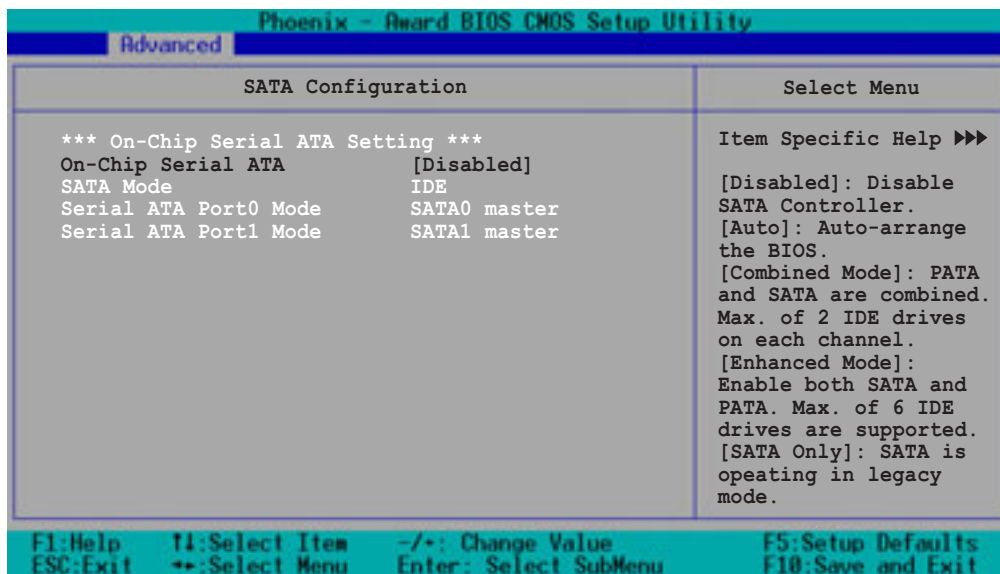 Phoenix - Award BIOS CMOS Setup Utility
Advanced
SATA Configuration
Select Menu
*** On-Chip Serial ATA Setting ***
On-Chip Serial ATA [Disabled]
SATA Mode IDE
Serial ATA Port0 Mode SATA0 master
Serial ATA Port1 Mode SATA1 master
Item Specific Help ▶▶▶
[Disabled]: Disable
SATA Controller.
[Auto]: Auto-arrange
the BIOS.
[Combined Mode]: PATA
and SATA are combined.
Max. of 2 IDE drives
on each channel.
[Enhanced Mode]:
Enable both SATA and
PATA. Max. of 6 IDE
drives are supported.
[SATA Only]: SATA is
opeating in legacy
mode.
F1:Help ↑↓:Select Item -/+: Change Value F5:Setup Defaults
ESC:Exit ←→:Select Menu Enter: Select SubMenu F10:Save and Exit